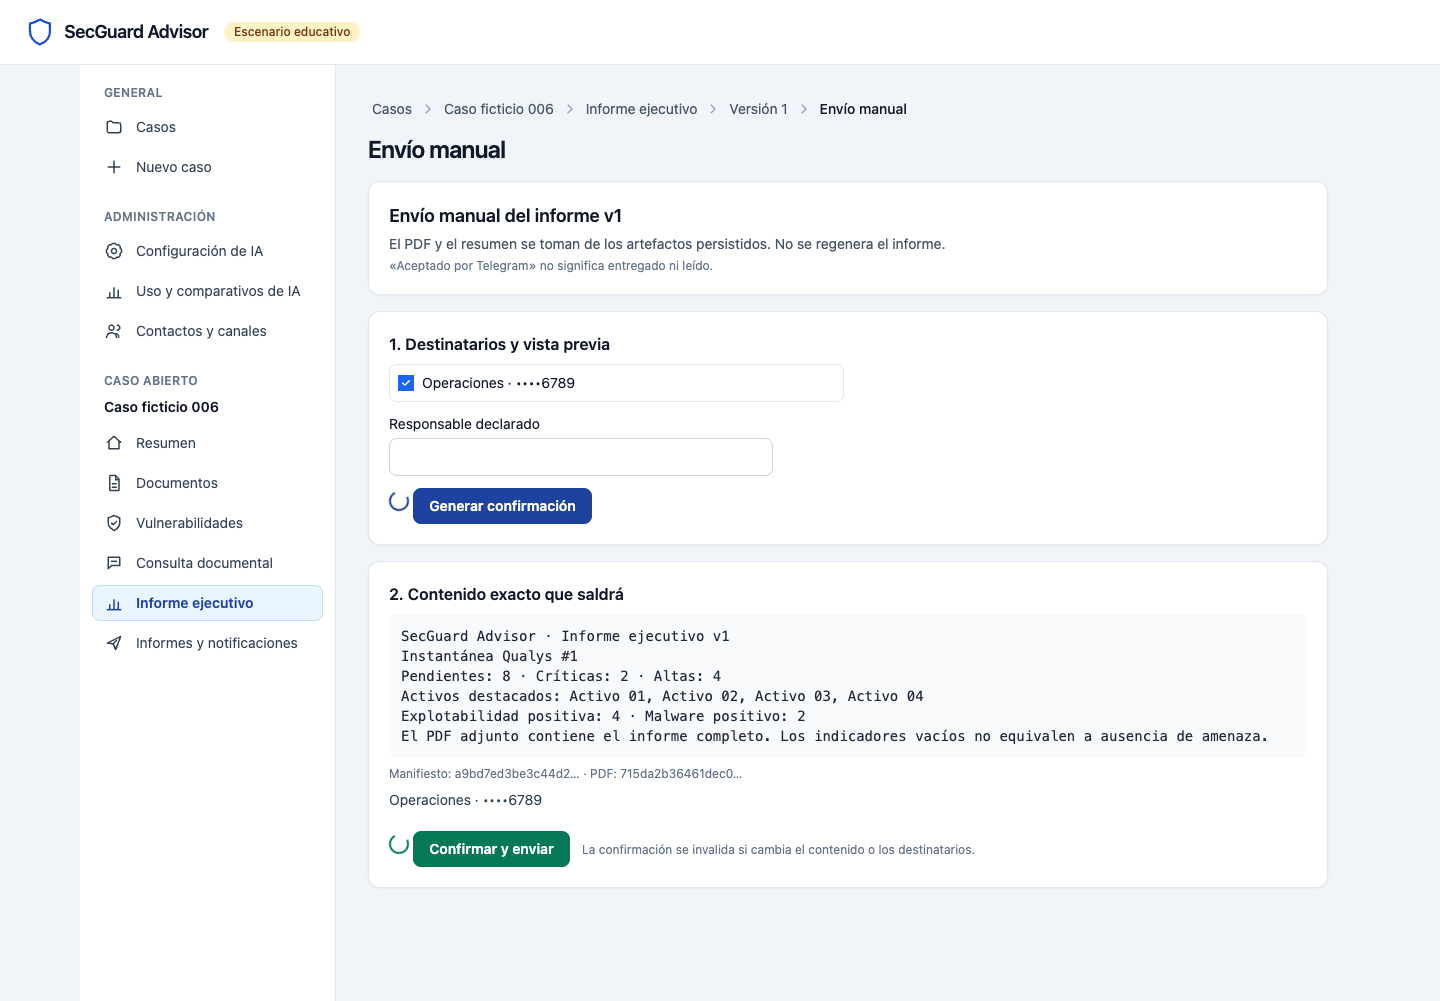 SecGuard Advisor
Escenario educativo
GENERAL
Casos
Nuevo caso
ADMINISTRACIÓN
Configuración de IA
Uso y comparativos de IA
Contactos y canales
CASO ABIERTO
Caso ficticio 006
Resumen
Documentos
Vulnerabilidades
Consulta documental
Informe ejecutivo
Informes y notificaciones
Casos > Caso ficticio 006 > Informe ejecutivo > Versión 1 > Envío manual
Envío manual
Envío manual del informe v1
El PDF y el resumen se toman de los artefactos persistidos. No se regenera el informe.
«Aceptado por Telegram» no significa entregado ni leído.
1. Destinatarios y vista previa
Operaciones · ••••6789
Responsable declarado
Generar confirmación
2. Contenido exacto que saldrá
SecGuard Advisor · Informe ejecutivo v1
Instantánea Qualys #1
Pendientes: 8 · Críticas: 2 · Altas: 4
Activos destacados: Activo 01, Activo 02, Activo 03, Activo 04
Explotabilidad positiva: 4 · Malware positivo: 2
El PDF adjunto contiene el informe completo. Los indicadores vacíos no equivalen a ausencia de amenaza.
Manifiesto: a9bd7ed3be3c44d2... · PDF: 715da2b36461dec0...
Operaciones · ••••6789
Confirmar y enviar
La confirmación se invalida si cambia el contenido o los destinatarios.